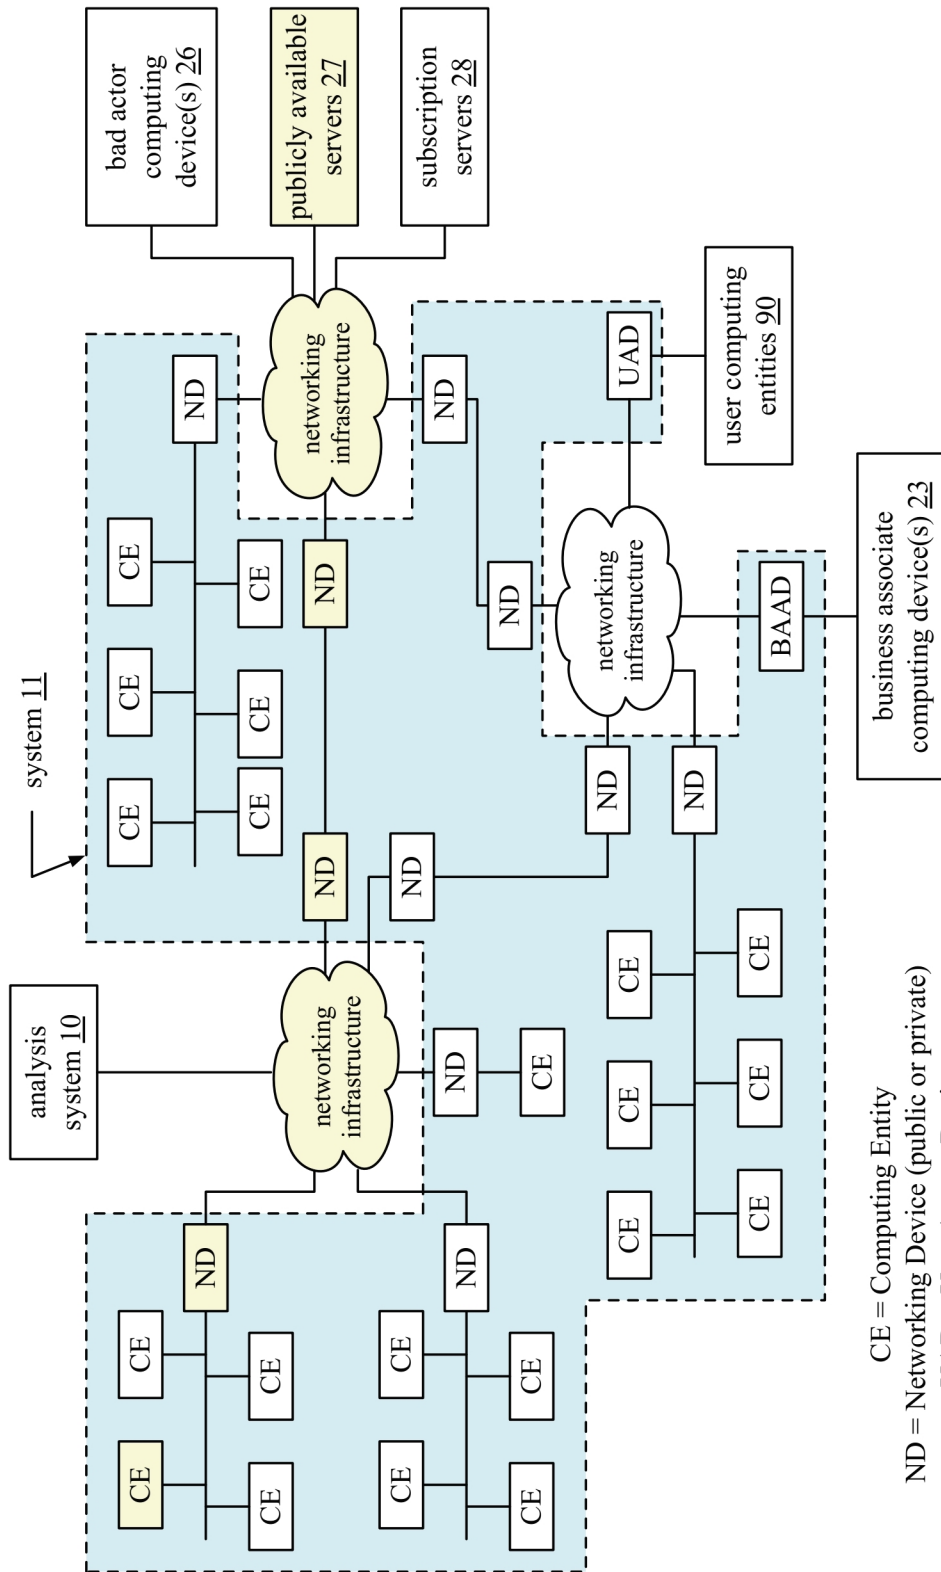 analysis
system 10
system 11
bad actor
computing
device(s) 26
CE
CE
CE
CE
CE
ND
ND
CE
CE
CE
CE
CE
networking
infrastructure
ND
ND
networking
infrastructure
publicly available
servers 27
CE
CE
ND
ND
subscription
servers 28
ND
ND
CE
CE
CE
ND
networking
infrastructure
CE
CE
CE
ND
UAD
ND
CE
CE
CE
BAAD
user computing
entities 90
business associate
computing device(s) 23
CE = Computing Entity
ND = Networking Device (public or private)